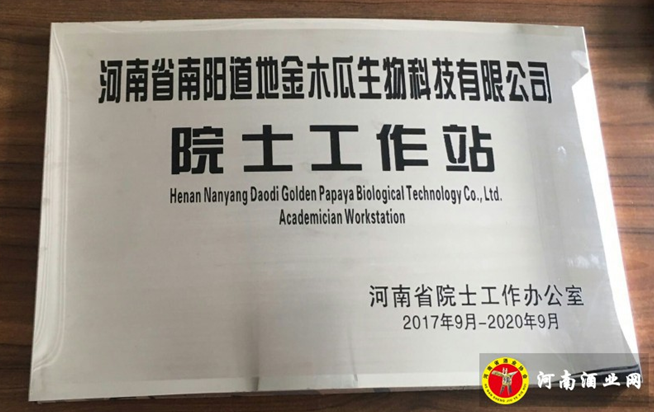 河南省南阳道地金木瓜生物科技有限公司
院士工作站
Henan Nanyang Daodi Golden Papaya Biological Technology Co., Ltd.
Academician Workstation
河南省院士工作办公室
2017年9月-2020年9月
河南酒业网